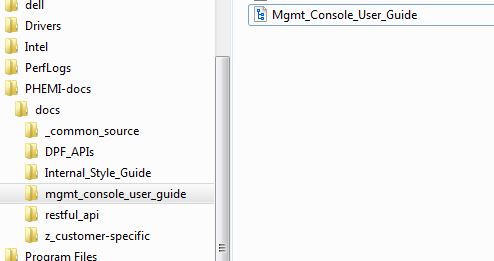 dell
Drivers
Intel
PerfLogs
PHEMI-docs
docs
_common_source
DPF_APIs
Internal_Style_Guide
mgmt_console_user_guide
restful_api
z_customer-specific
Program Files
Mgmt_Console_User_Guide